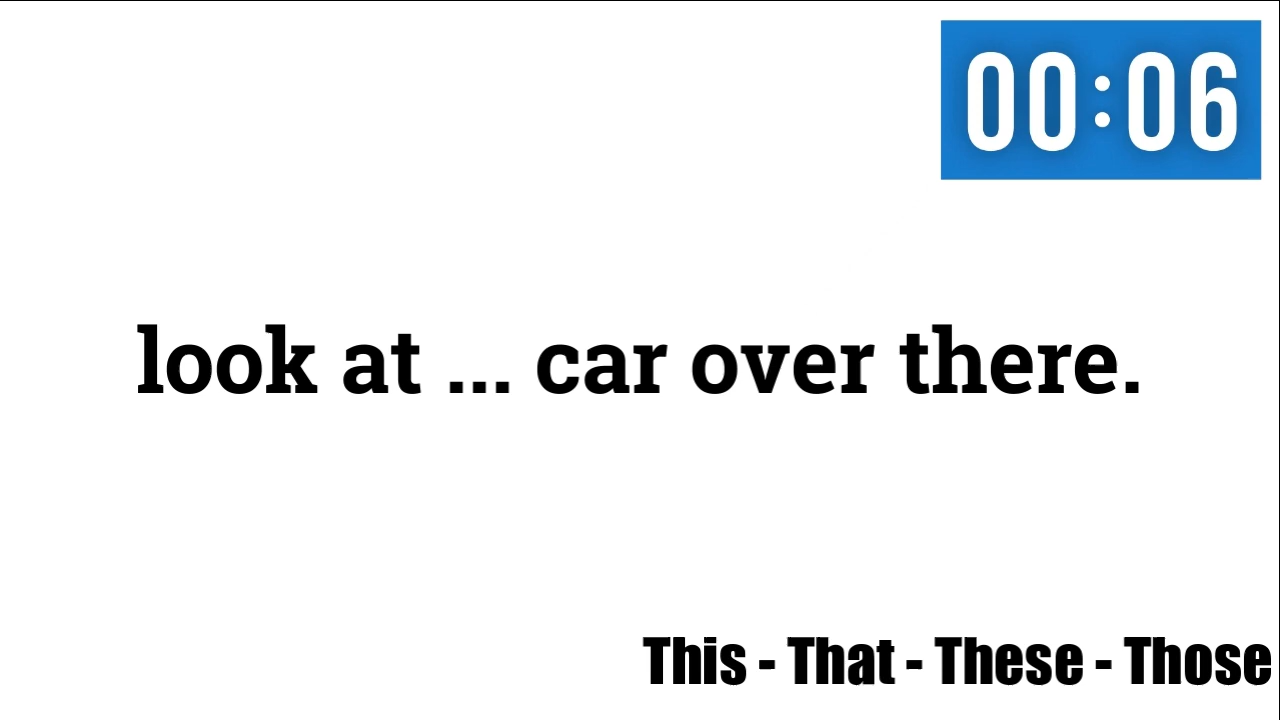 00:06
look at ... car over there.
This - That - These - Those